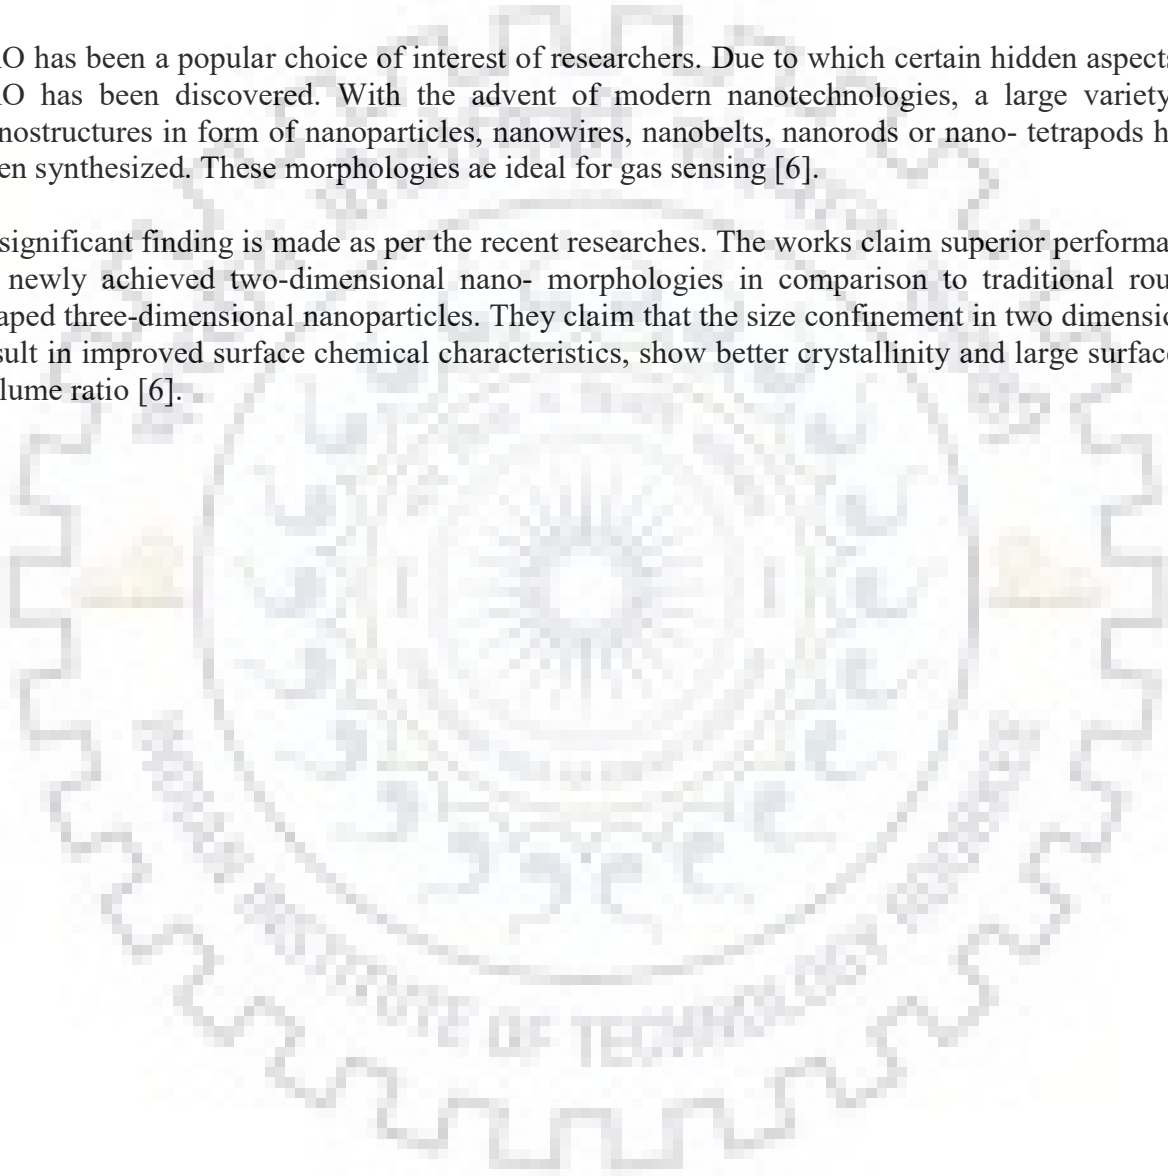 O has been a popular choice of interest of researchers. Due to which certain hidden aspects
O has been discovered. With the advent of modern nanotechnologies, a large variety
nostructures in form of nanoparticles, nanowires, nanobelts, nanorods or nano- tetrapods h
en synthesized. These morphologies ae ideal for gas sensing [6].
significant finding is made as per the recent researches. The works claim superior performa
newly achieved two-dimensional nano- morphologies in comparison to traditional rou
aped three-dimensional nanoparticles. They claim that the size confinement in two dimensio
sult in improved surface chemical characteristics, show better crystallinity and large surface
lume ratio [6].
INSTITUTE OF TECHNOLOGY